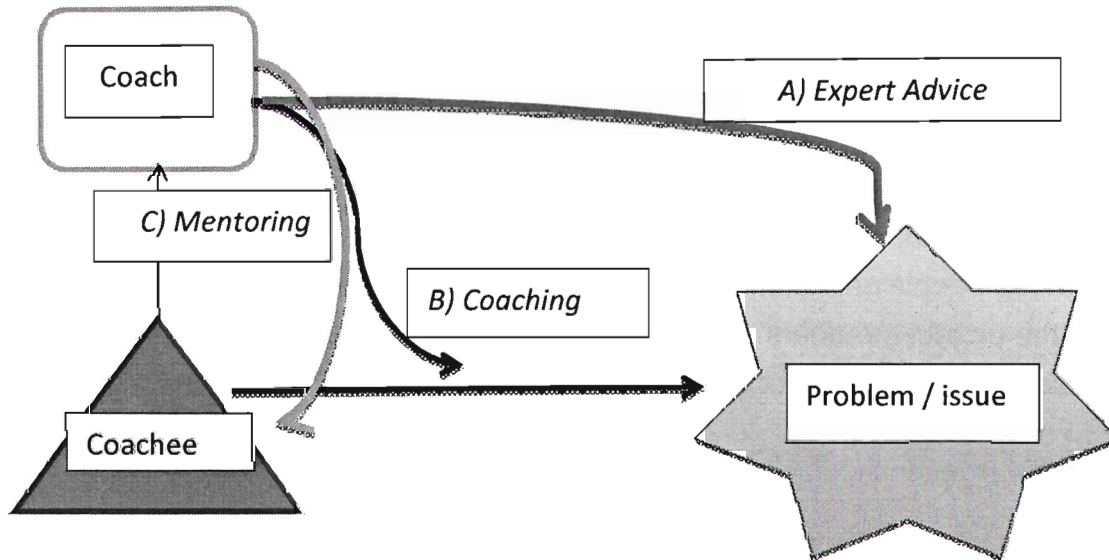 Coach
A) Expert Advice
C) Mentoring
B) Coaching
Problem / issue
Coachee